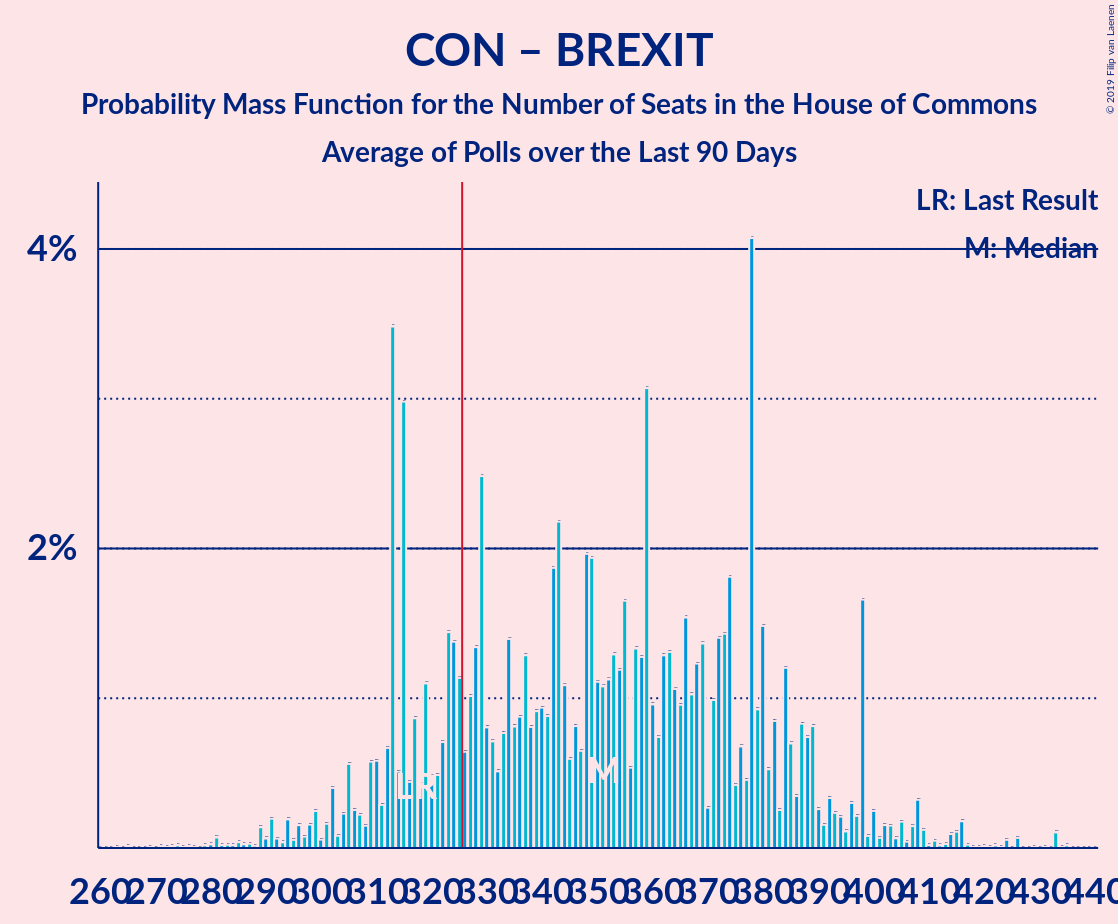 CON – BREXIT
Probability Mass Function for the Number of Seats in the House of Commons
Average of Polls over the Last 90 Days
© 2019 Filip van Laenen
LR: Last Result
M: Median
4%
2%
LR
M
260 270 280 290 300 310 320 330 340 350 360 370 380 390 400 410 420 430 440